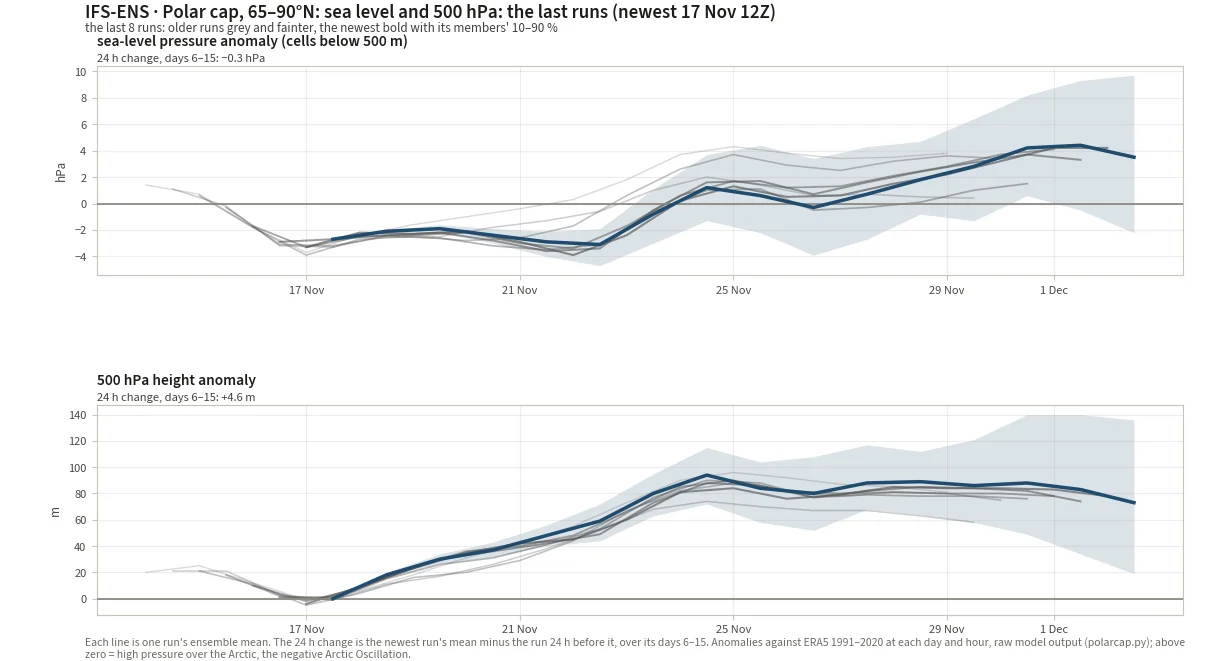 IFS-ENS · Polar cap, 65–90°N: sea level and 500 hPa: the last runs (newest 17 Nov 12Z)
the last 8 runs: older runs grey and fainter, the newest bold with its members' 10–90 %
sea-level pressure anomaly (cells below 500 m)
24 h change, days 6–15: −0.3 hPa
10
8
6
4
2
0
−2
−4
hPa
17 Nov
21 Nov
25 Nov
29 Nov
1 Dec
500 hPa height anomaly
24 h change, days 6–15: +4.6 m
140
120
100
80
60
40
20
0
m
17 Nov
21 Nov
25 Nov
29 Nov
1 Dec
Each line is one run's ensemble mean. The 24 h change is the newest run's mean minus the run 24 h before it, over its days 6–15. Anomalies against ERA5 1991–2020 at each day and hour, raw model output (polarcap.py); above
zero = high pressure over the Arctic, the negative Arctic Oscillation.